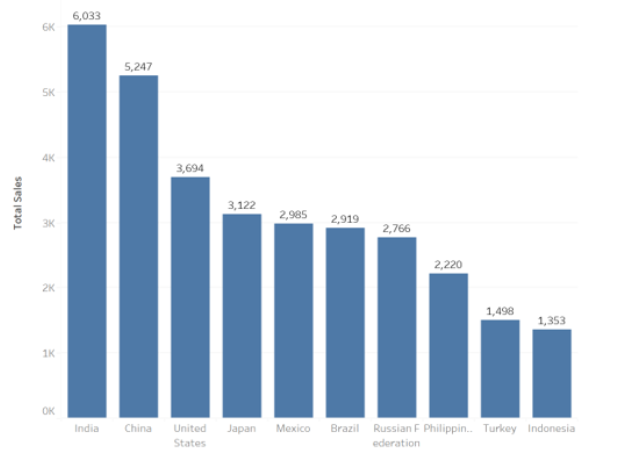 6,033
6K
5,247
5K
4K
3,694
3,122
3K
2,985
2,919
2,766
2,220
2K
1,498
1,353
1K
0K
Total Sales
India China United Japan Mexico Brazil Russian F Philippin.. Turkey Indonesia
States ederation